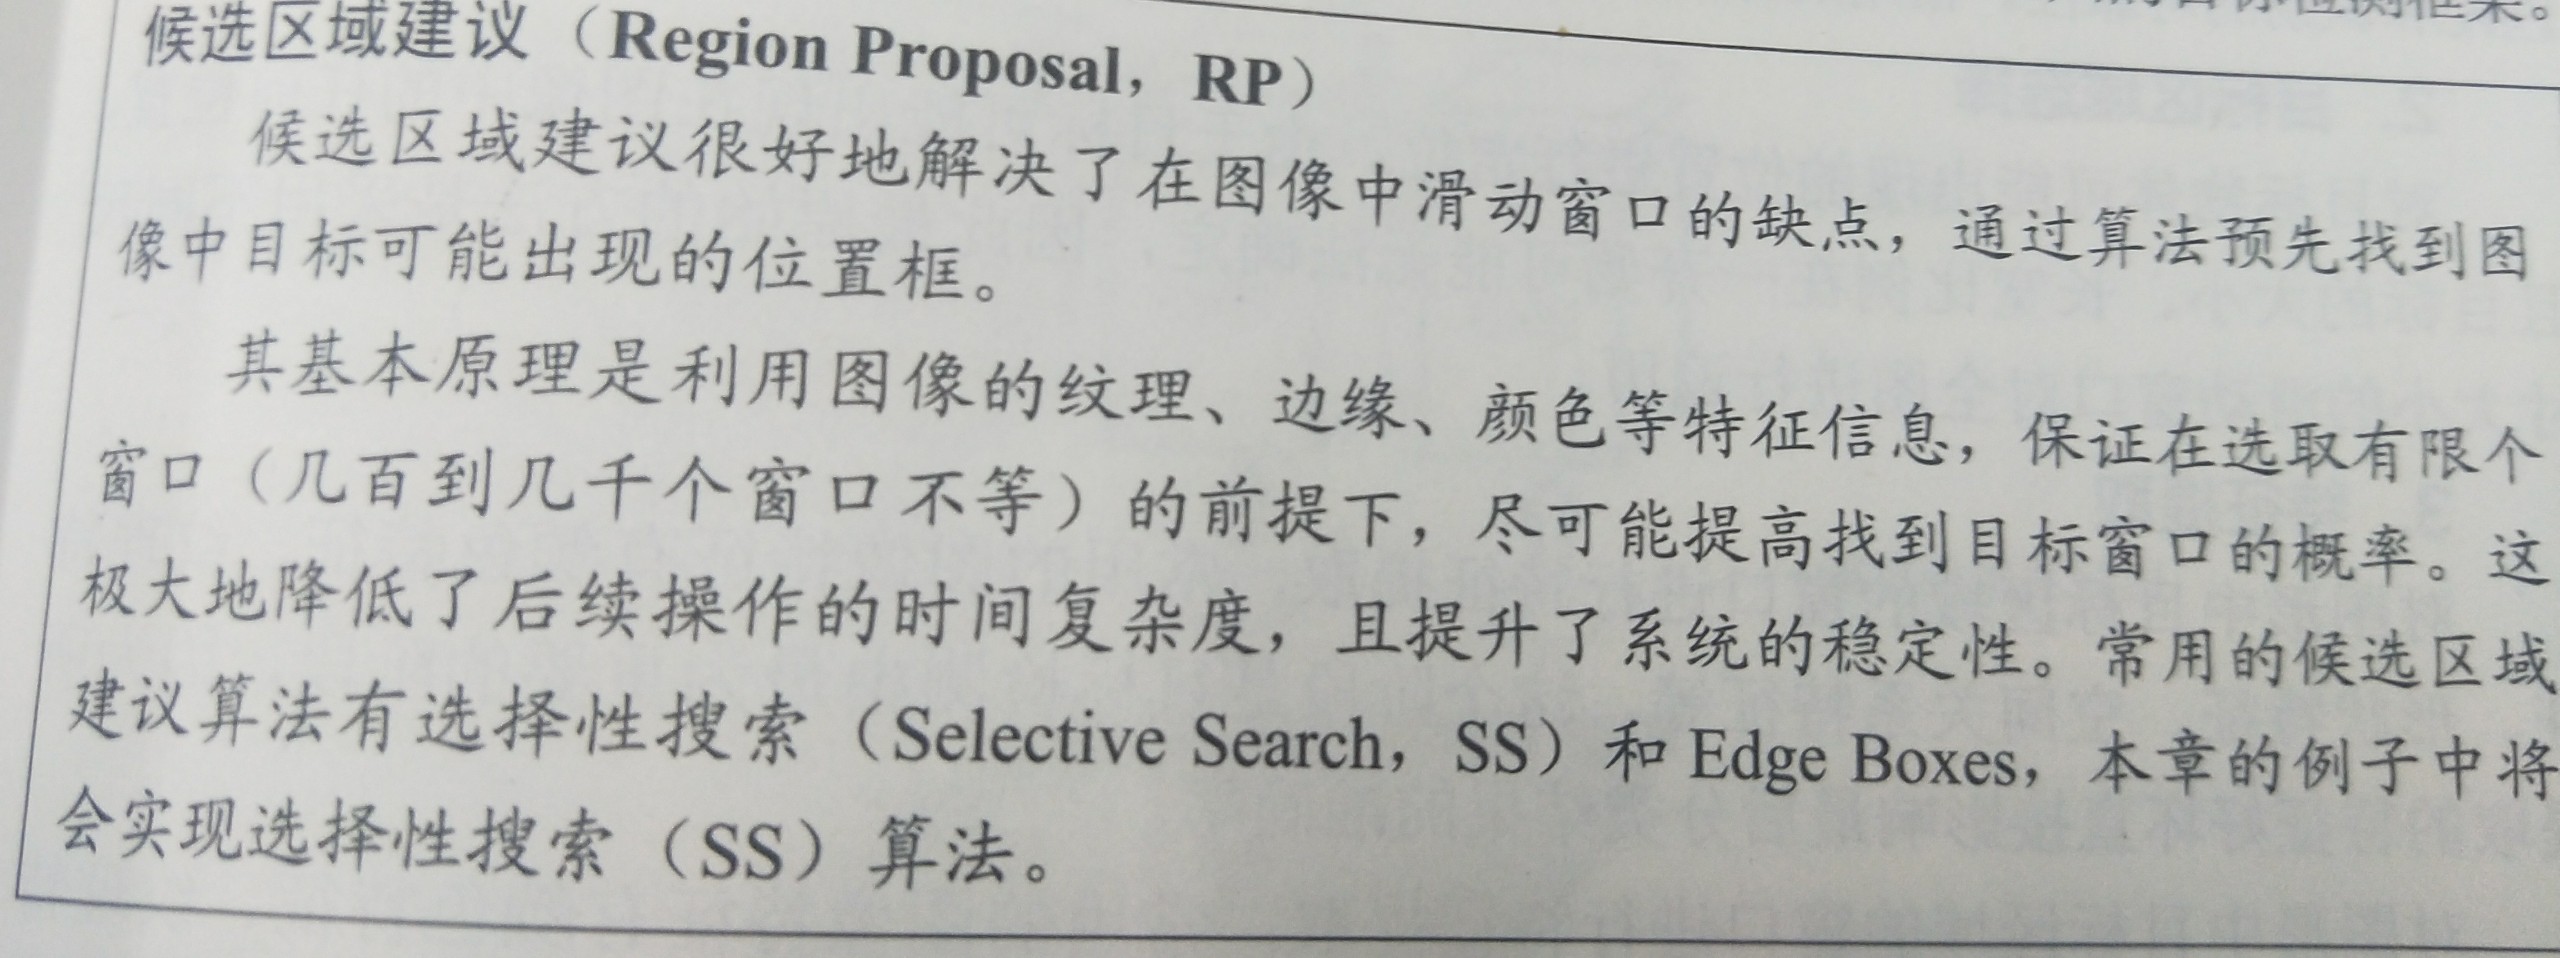 目标检测框架。
候选区域建议（Region Proposal，RP）
候选区域建议很好地解决了在图像中滑动窗口的缺点，通过算法预先找到图
像中目标可能出现的位置框。
其基本原理是利用图像的纹理、边缘、颜色等特征信息，保证在选取有限个
窗口（几百到几千个窗口不等）的前提下，尽可能提高找到目标窗口的概率。这
极大地降低了后续操作的时间复杂度，且提升了系统的稳定性。常用的候选区域
建议算法有选择性搜索（Selective Search，SS）和 Edge Boxes，本章的例子中将
会实现选择性搜索（SS）算法。